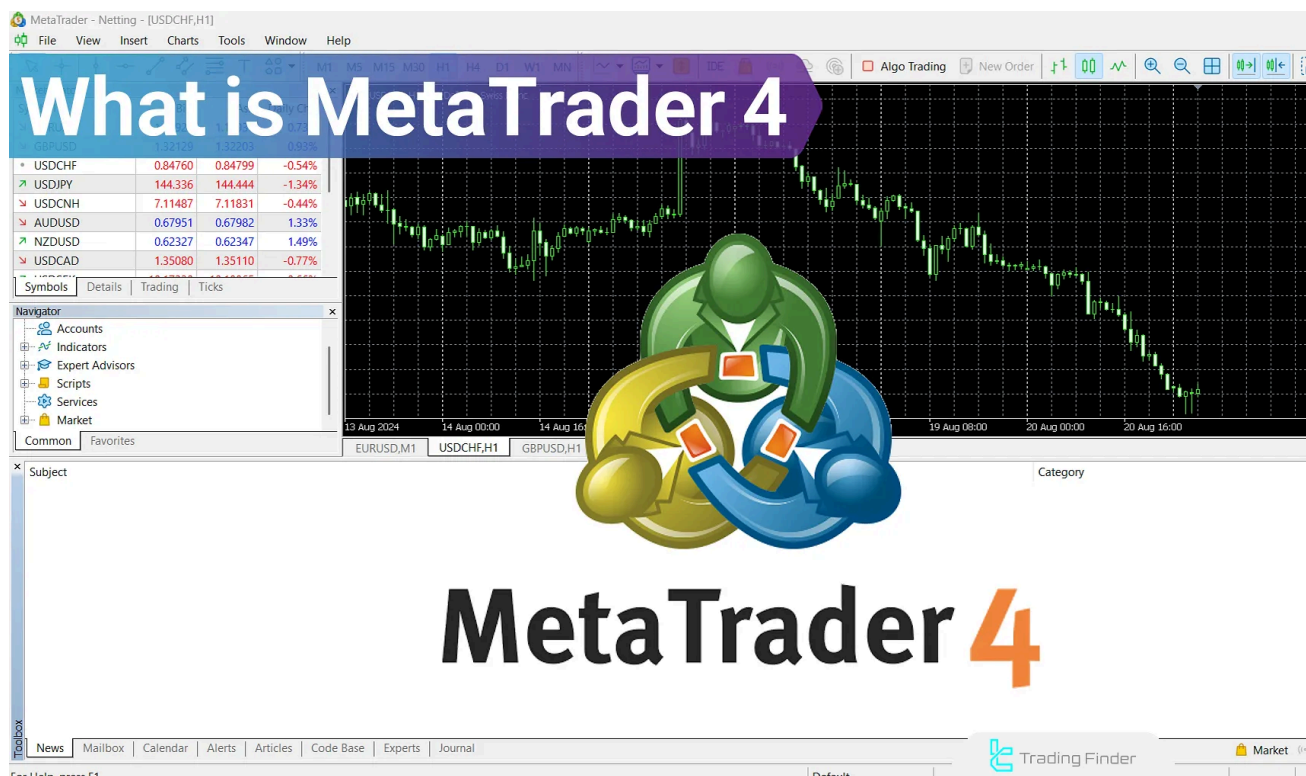 MetaTrader - Netting - [USDCHF,H1]
File View Insert Charts Tools Window Help
M1 M5 M15 M30 H1 H4 D1 W1 MN IDE Algo Trading New Order
What is MetaTrader 4
GBPUSD 1.32129 1.32203 0.93%
USDCHF 0.84760 0.84799 -0.54%
USDJPY 144.336 144.444 -1.34%
USDCNH 7.11487 7.11831 -0.44%
AUDUSD 0.67951 0.67982 1.33%
NZDUSD 0.62327 0.62347 1.49%
USDCAD 1.35080 1.35110 -0.77%
Symbols Details Trading Ticks
Navigator
Accounts
Indicators
Expert Advisors
Scripts
Services
Market
Common Favorites
13 Aug 2024 14 Aug 00:00 14 Aug 19 Aug 08:00 20 Aug 00:00 20 Aug 16:00
EURUSD,M1 USDCHF,H1 GBPUSD,H1
Subject Category
MetaTrader 4
Toolbox
News Mailbox Calendar Alerts Articles Code Base Experts Journal Market
Trading Finder